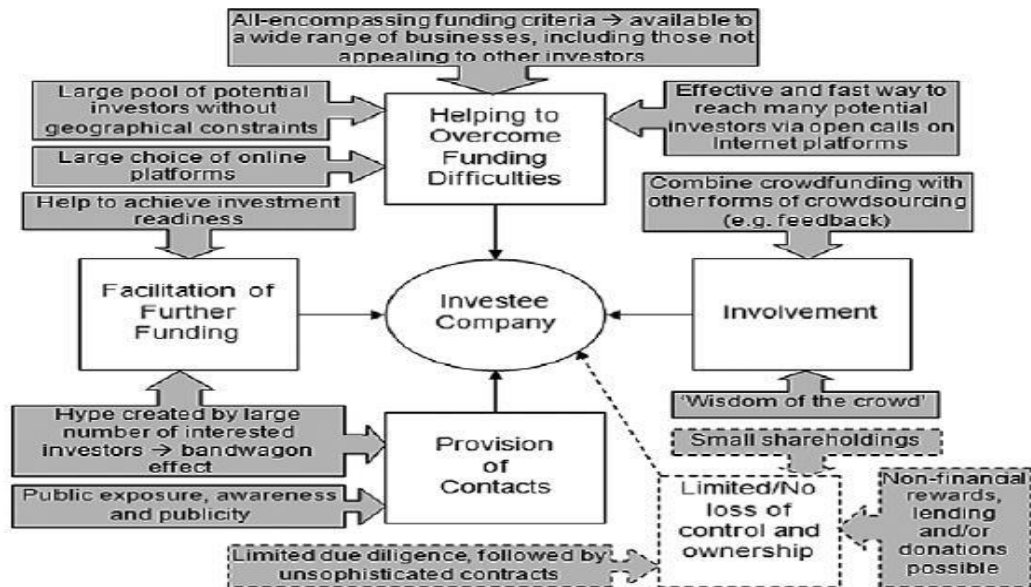 All-encompassing funding criteria → available to
a wide range of businesses, including those not
appealing to other investors
Large pool of potential
investors without
geographical constraints
Large choice of online
platforms
Helping to
Overcome
Funding
Difficulties
Effective and fast way to
reach many potential
investors via open calls on
Internet platforms
Help to achieve investment
readiness
Combine crowdfunding with
other forms of crowdsourcing
(e.g. feedback)
Facilitation of
Further
Funding
Investee
Company
Involvement
Hype created by large
number of interested
investors → bandwagon
effect
Public exposure, awareness
and publicity
Provision
of
Contacts
'Wisdom of the crowd'
Small shareholdings
Limited/No
loss of
control and
ownership
Non-financial
rewards,
lending
and/or
donations
possible
Limited due diligence, followed by
unsophisticated contracts